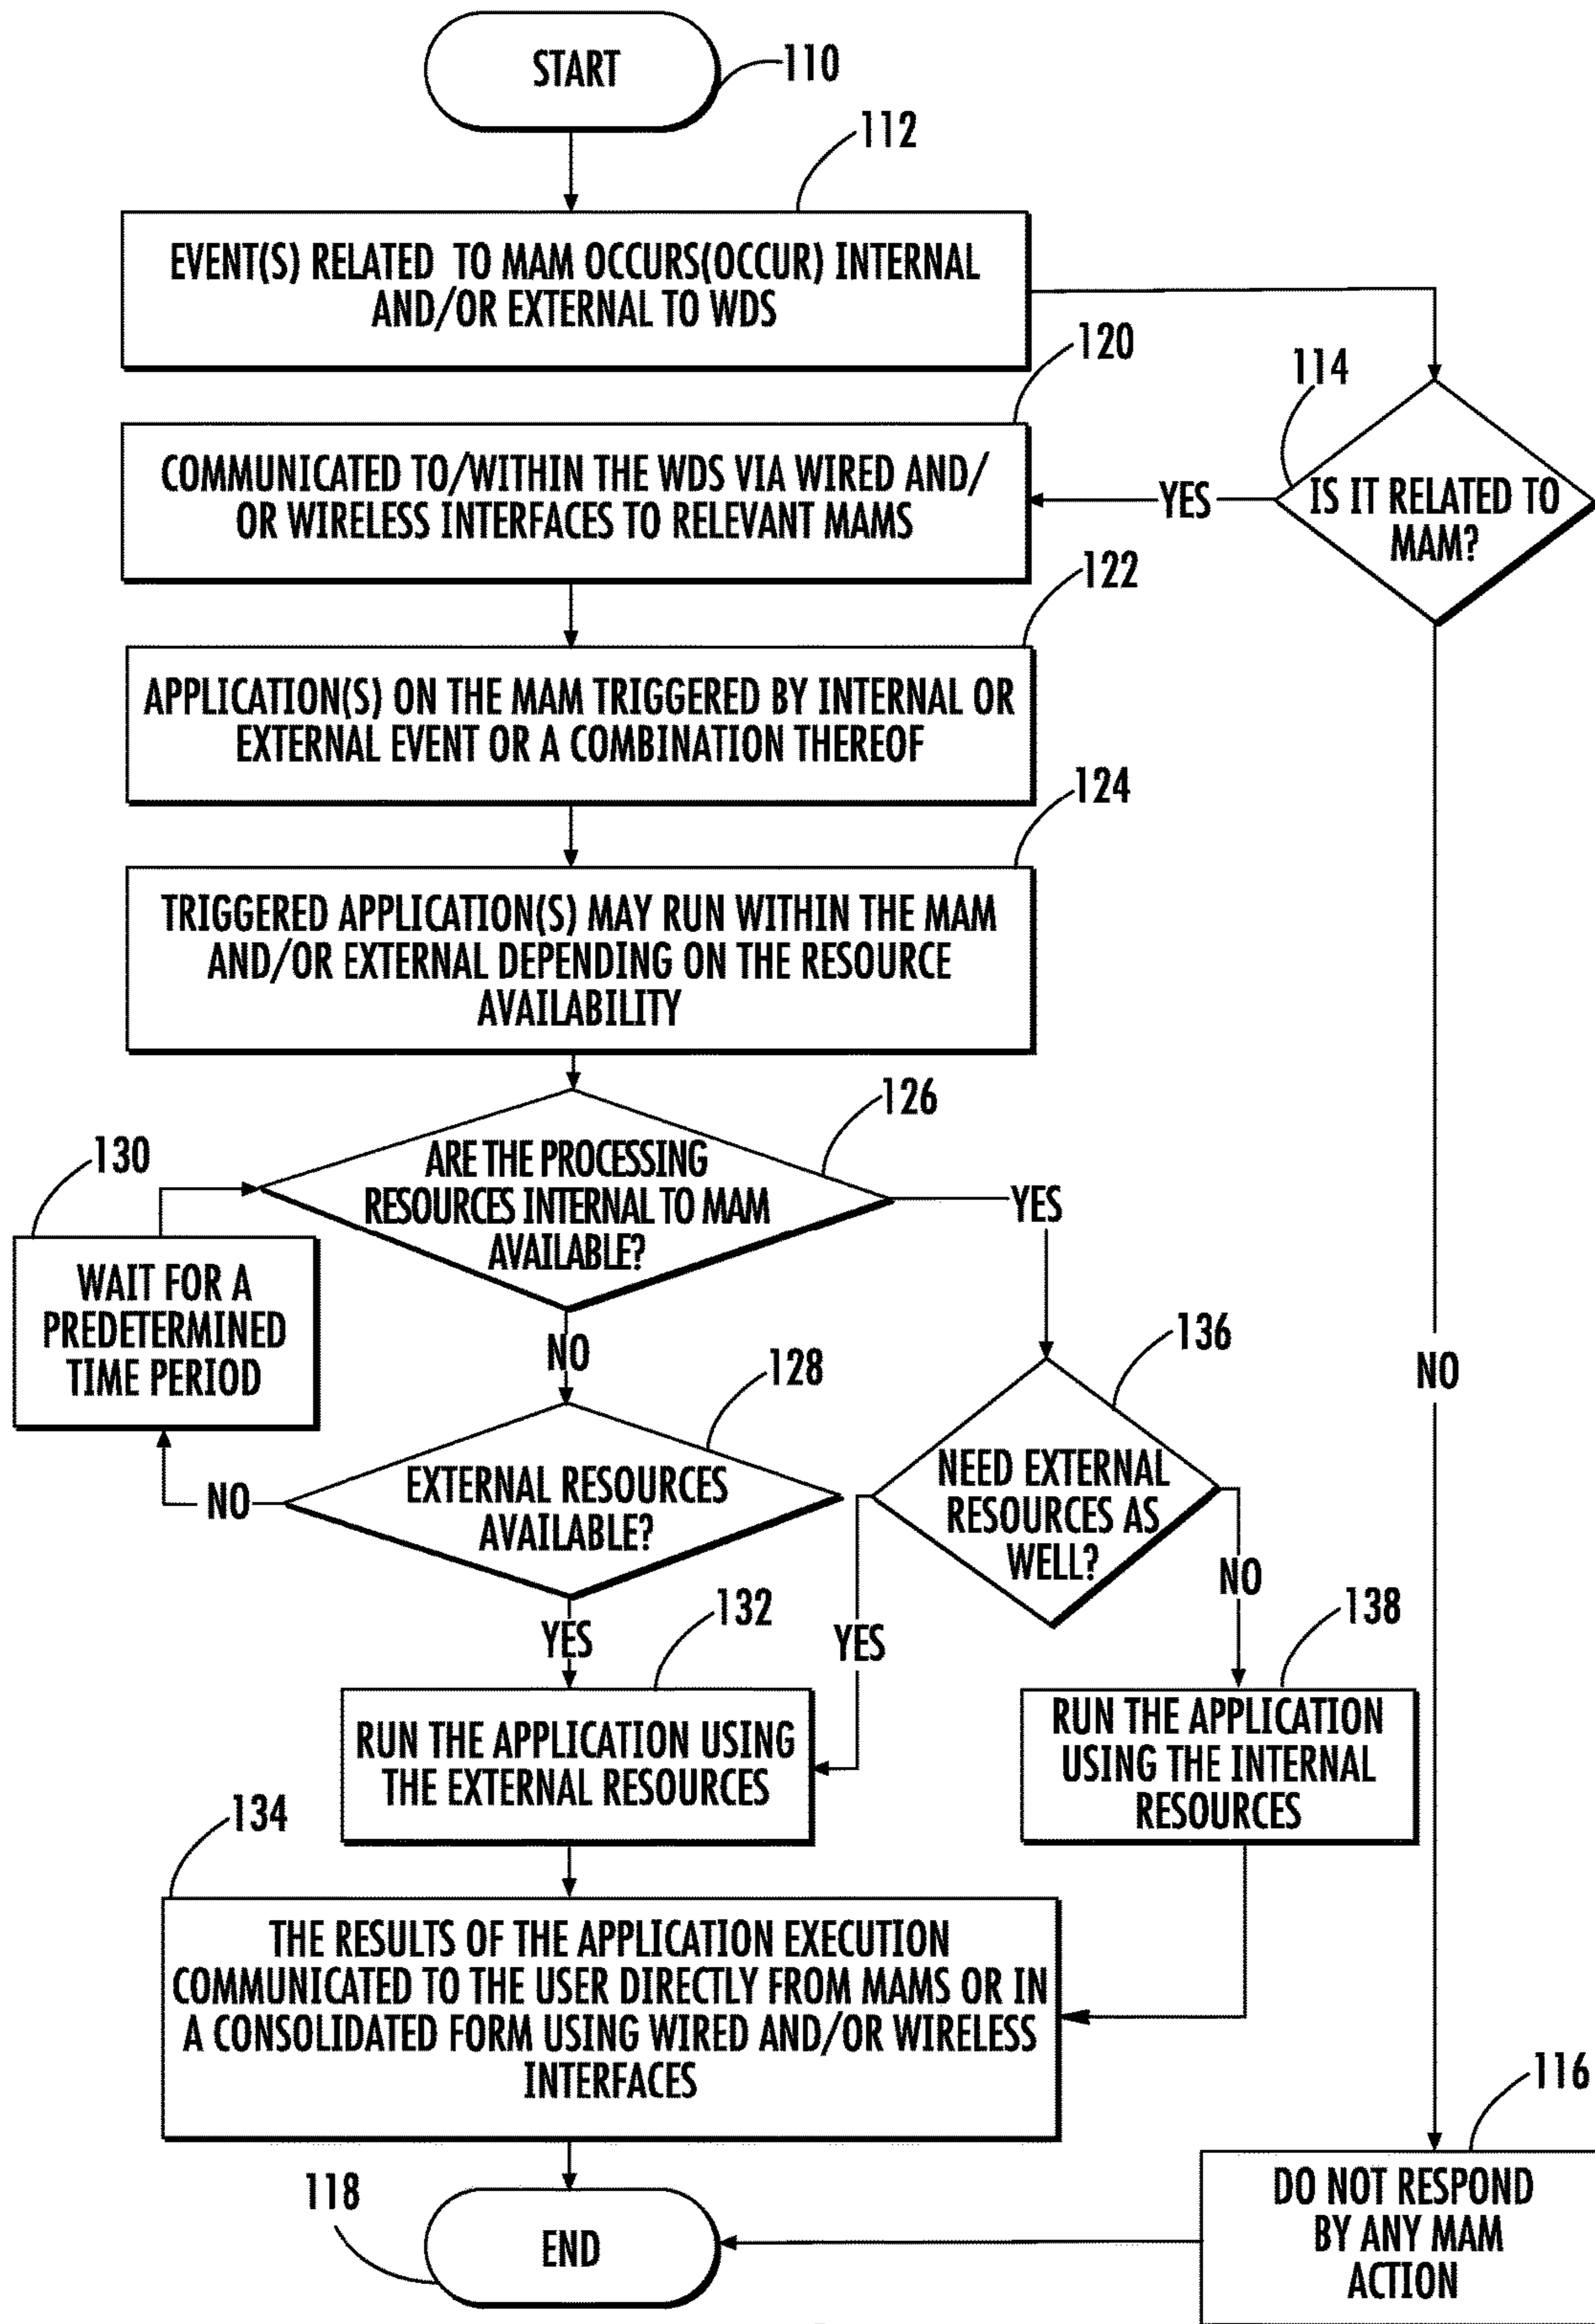 START
110
112
EVENT(S) RELATED TO MAM OCCURS(OCCUR) INTERNAL
AND/OR EXTERNAL TO WDS
120
114
COMMUNICATED TO/WITHIN THE WDS VIA WIRED AND/
OR WIRELESS INTERFACES TO RELEVANT MAMS
YES
IS IT RELATED TO
MAM?
122
APPLICATION(S) ON THE MAM TRIGGERED BY INTERNAL OR
EXTERNAL EVENT OR A COMBINATION THEREOF
124
TRIGGERED APPLICATION(S) MAY RUN WITHIN THE MAM
AND/OR EXTERNAL DEPENDING ON THE RESOURCE
AVAILABILITY
126
130
ARE THE PROCESSING
RESOURCES INTERNAL TO MAM
AVAILABLE?
YES
WAIT FOR A
PREDETERMINED
TIME PERIOD
NO
136
128
NO
EXTERNAL RESOURCES
AVAILABLE?
NO
NEED EXTERNAL
RESOURCES AS
WELL?
NO
132
138
YES
YES
RUN THE APPLICATION USING
THE EXTERNAL RESOURCES
RUN THE APPLICATION
USING THE INTERNAL
RESOURCES
134
THE RESULTS OF THE APPLICATION EXECUTION
COMMUNICATED TO THE USER DIRECTLY FROM MAMS OR IN
A CONSOLIDATED FORM USING WIRED AND/OR WIRELESS
INTERFACES
116
118
END
DO NOT RESPOND
BY ANY MAM
ACTION